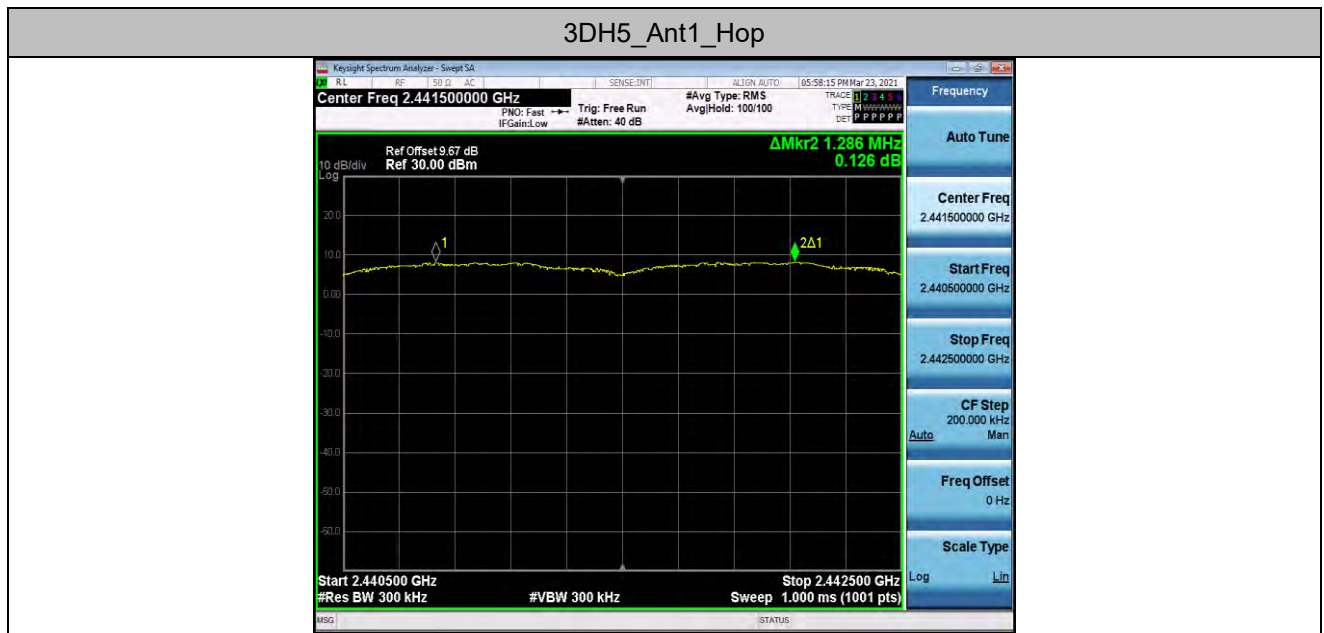 3DH5_Ant1_Hop
Keysight Spectrum Analyzer - Swept SA
RL RF 50 Ω AC SENSE:INT ALIGN AUTO 05:58:15 PM Mar 23, 2021
Center Freq 2.441500000 GHz
PNO: Fast
IFGain:Low
Trig: Free Run
#Atten: 40 dB
#Avg Type: RMS
Avg|Hold: 100/100
TRACE 1 2 3 4 5 6
TYPE M WWWWW
DET P P P P P P
Ref Offset 9.67 dB
10 dB/div Ref 30.00 dBm
Log
ΔMkr2 1.286 MHz
0.126 dB
20.0
10.0
0.00
-10.0
-20.0
-30.0
-40.0
-50.0
-60.0
1
2Δ1
Start 2.440500 GHz
Stop 2.442500 GHz
#Res BW 300 kHz
#VBW 300 kHz
Sweep 1.000 ms (1001 pts)
MSG
STATUS
Frequency
Auto Tune
Center Freq
2.441500000 GHz
Start Freq
2.440500000 GHz
Stop Freq
2.442500000 GHz
CF Step
200.000 kHz
Auto Man
Freq Offset
0 Hz
Scale Type
Log Lin